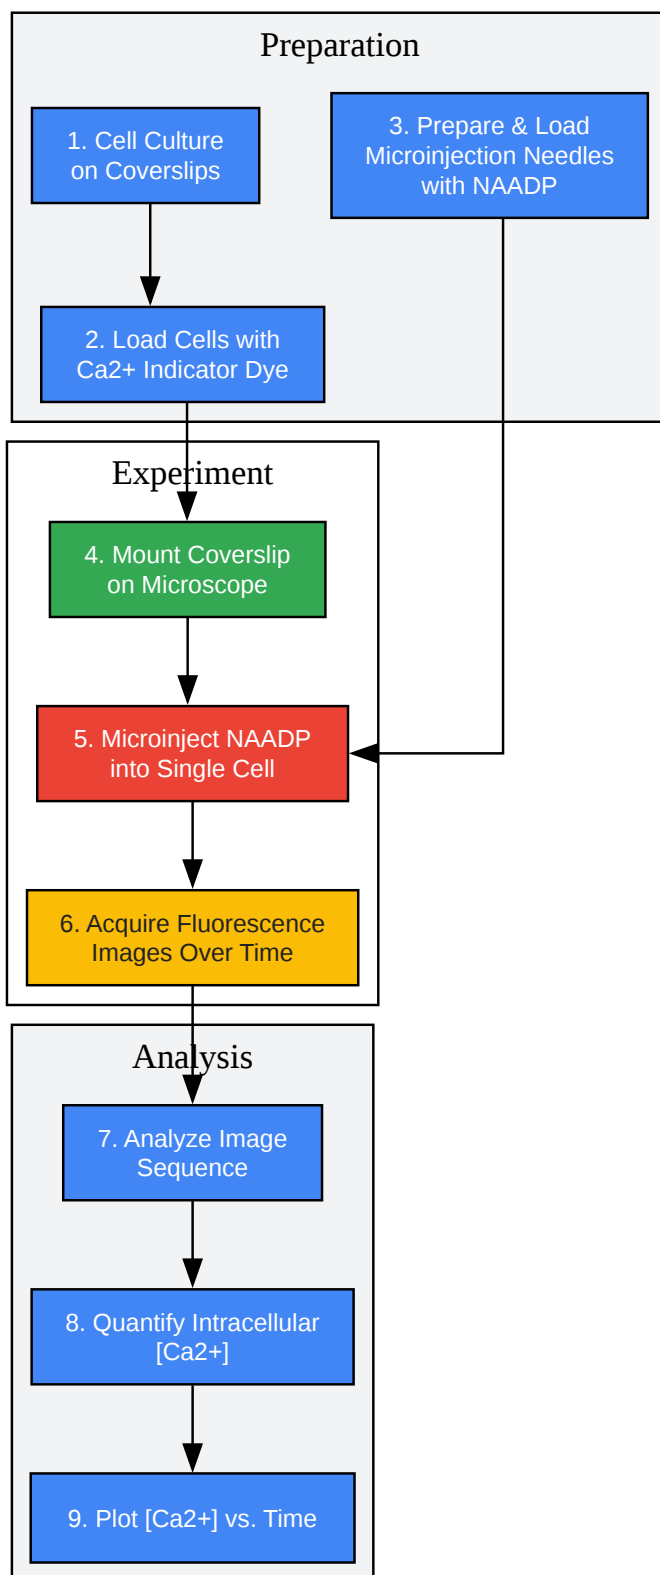 Preparation
1. Cell Culture
on Coverslips
3. Prepare & Load
Microinjection Needles
with NAADP
2. Load Cells with
Ca2+ Indicator Dye
Experiment
4. Mount Coverslip
on Microscope
5. Microinject NAADP
into Single Cell
6. Acquire Fluorescence
Images Over Time
Analysis
7. Analyze Image
Sequence
8. Quantify Intracellular
[Ca2+]
9. Plot [Ca2+] vs. Time